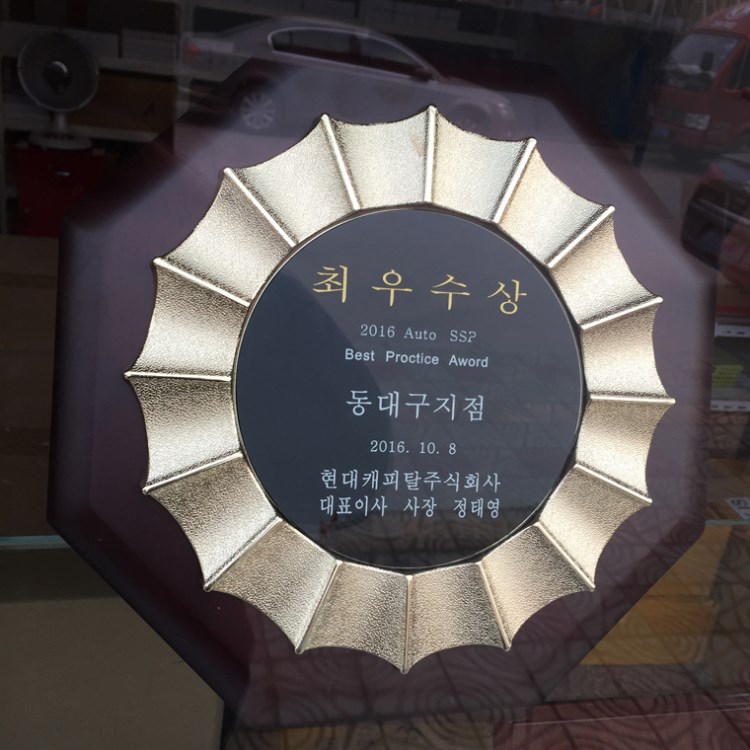 최우수상
2016 Auto SSP
Best Proctice Aword
동대구지점
2016. 10. 8
현대캐피탈주식회사
대표이사 사장 정태영